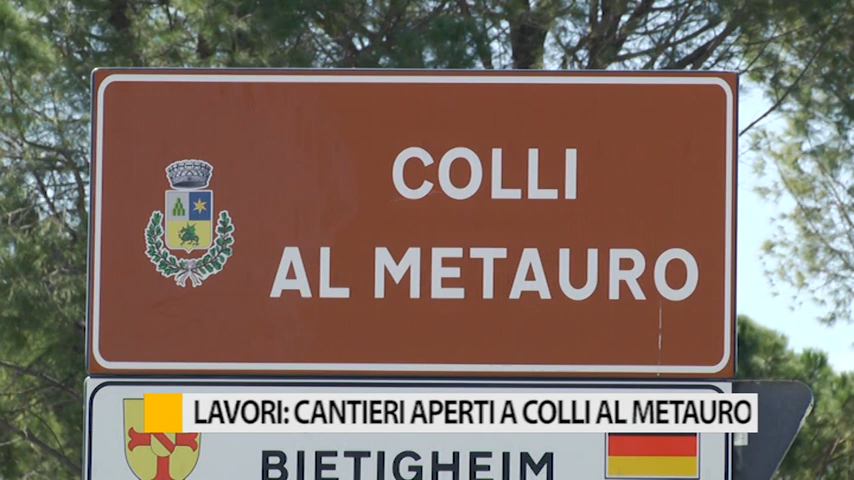 COLLI
AL METAURO
LAVORI: CANTIERI APERTI A COLLI AL METAURO
BIETIGHEIM